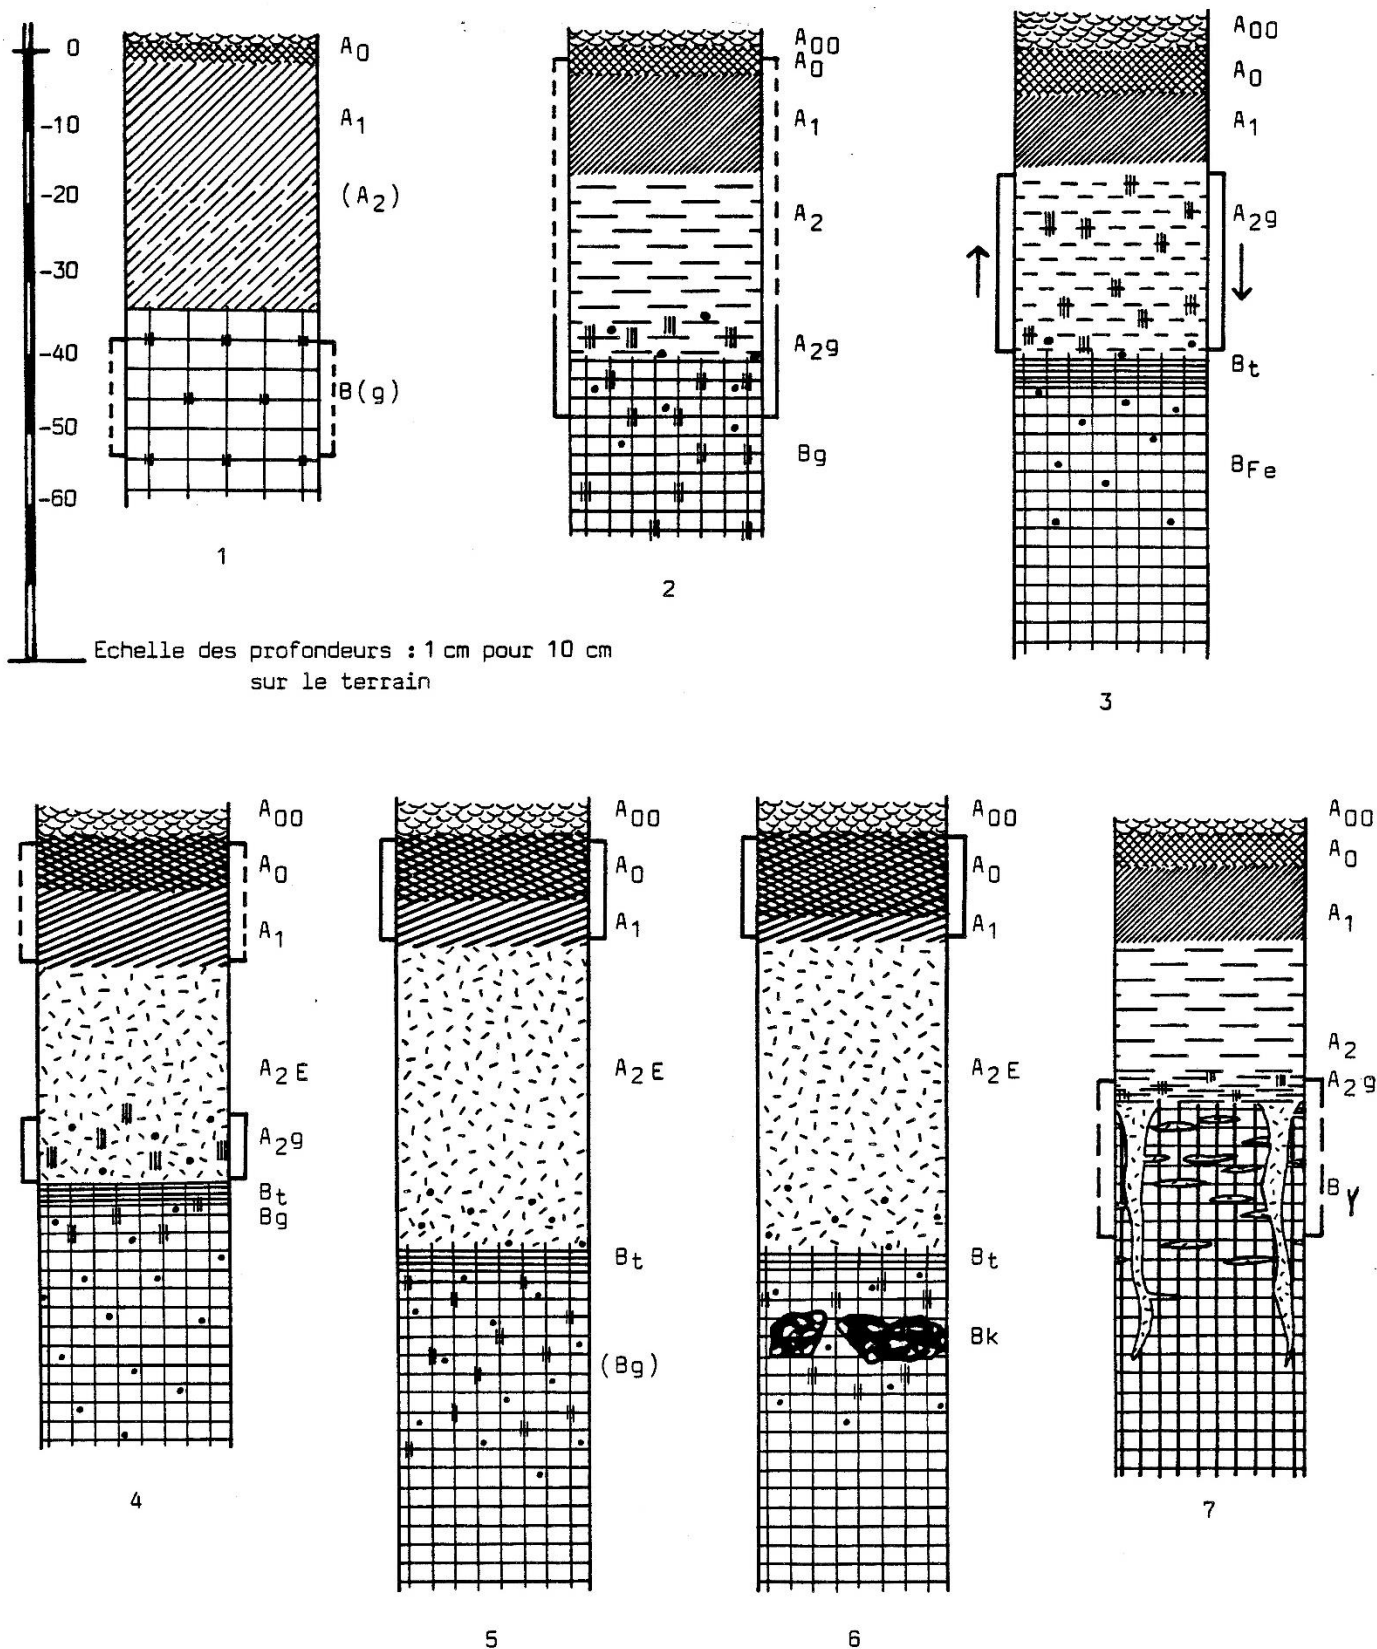 0
-10
-20
-30
-40
-50
-60
A0
A1
(A2)
B(g)
1
A00
A0
A1
A2
A2g
Bg
2
A00
A0
A1
A2g
Bt
BFe
3
Echelle des profondeurs : 1 cm pour 10 cm
sur le terrain
A00
A0
A1
A2E
A2g
Bt
Bg
4
A00
A0
A1
A2E
Bt
(Bg)
5
A00
A0
A1
A2E
Bt
Bk
6
A00
A0
A1
A2
A2g
Bγ
7